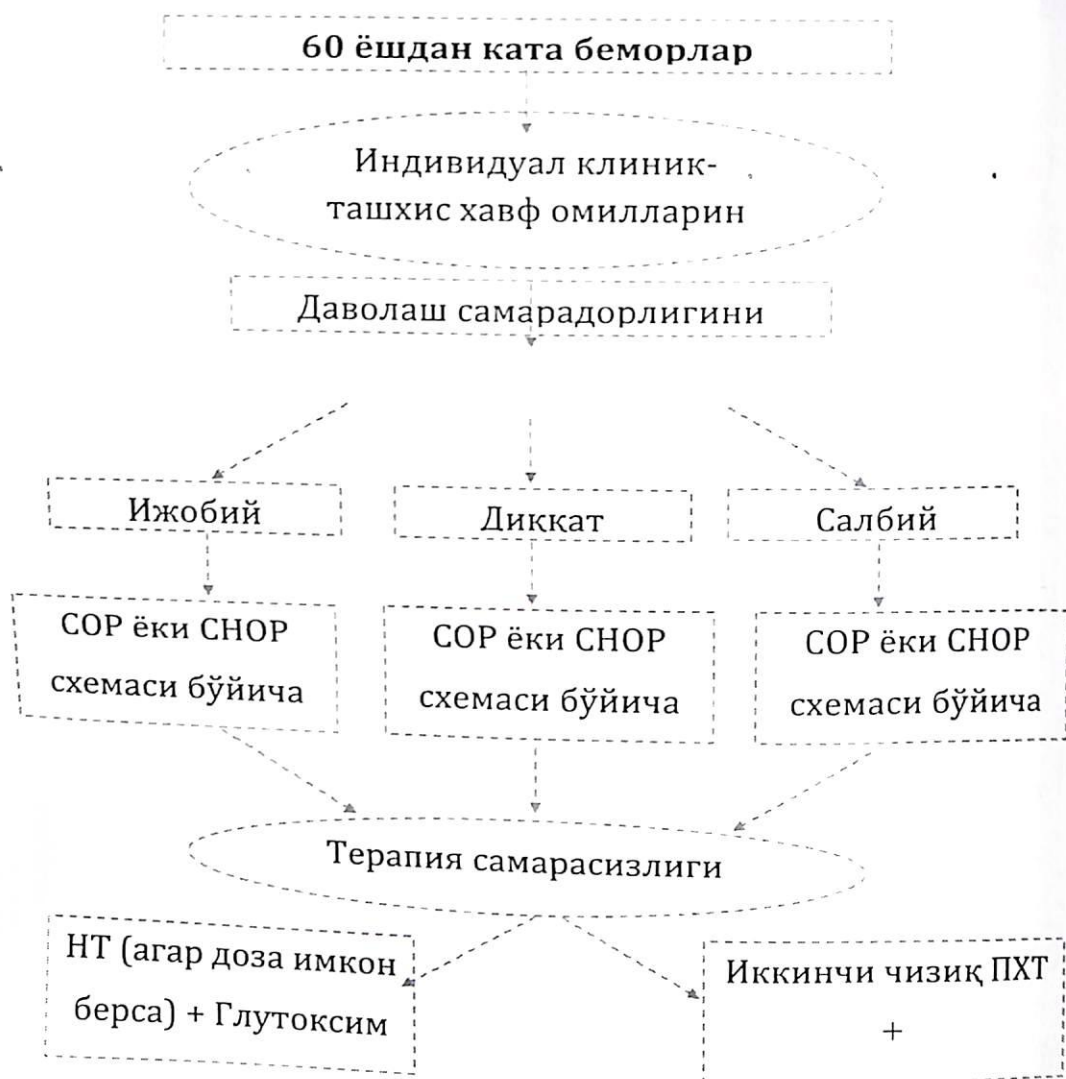 60 ёшдан ката беморлар
Индивидуал клиник-
ташхис хавф омилларин
Даволаш самарадорлигини
Ижобий
Диккат
Салбий
СОР ёки СНОР
схемаси бўйича
СОР ёки СНОР
схемаси бўйича
СОР ёки СНОР
схемаси бўйича
Терапия самарасизлиги
НТ (агар доза имкон
берса) + Глутоксим
Иккинчи чизиқ ПХТ
+